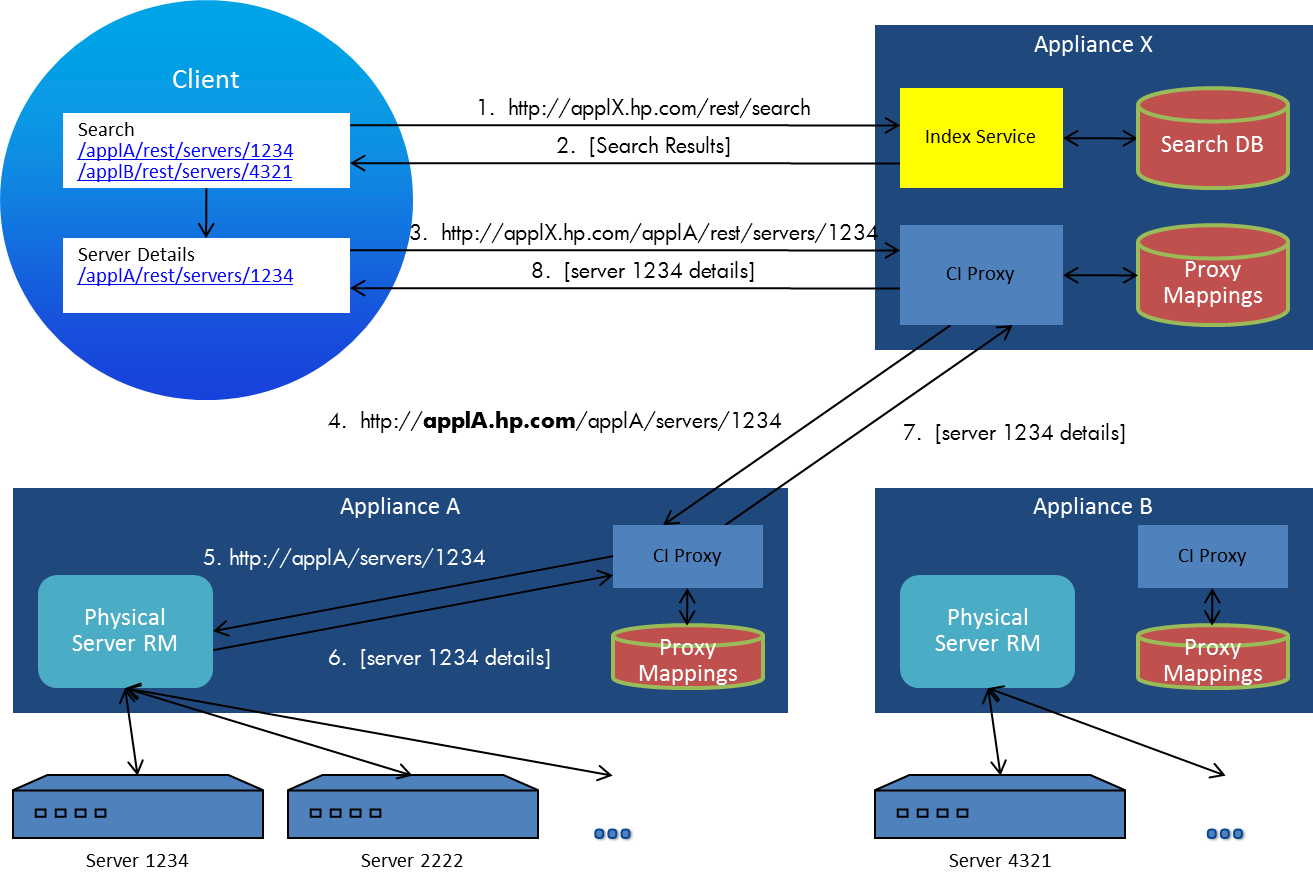 Client
Search
/applA/rest/servers/1234
/applB/rest/servers/4321
Server Details
/applA/rest/servers/1234
1. http://applX.hp.com/rest/search
2. [Search Results]
3. http://applX.hp.com/applA/rest/servers/1234
8. [server 1234 details]
Appliance X
Index Service
Search DB
CI Proxy
Proxy
Mappings
4. http://applA.hp.com/applA/servers/1234
7. [server 1234 details]
Appliance A
5. http://applA/servers/1234
CI Proxy
Physical
Server RM
6. [server 1234 details]
Proxy
Mappings
Appliance B
CI Proxy
Physical
Server RM
Proxy
Mappings
Server 1234
Server 2222
Server 4321